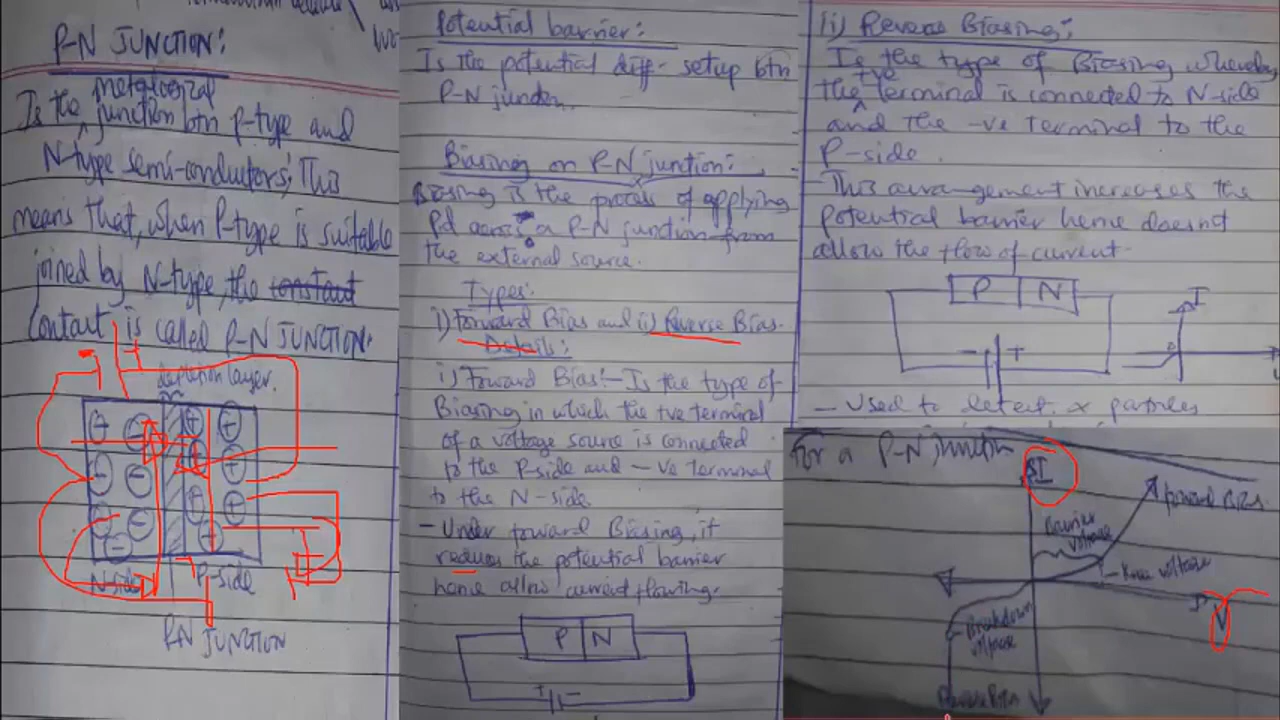 P-N JUNCTION:
metalogical
Is the junction btn p-type and
N-type semi-conductors; This
means that, when P-type is suitable
joined by N-type, the constant
Contact is called P-N JUNCTION.
depletion layer.
N-side P-side
PN JUNCTION
Potential barrier:
Is the potential diff- setup btn
P-N junction.
Biasing on P-N junction:
Biasing is the process of applying
Pd across a P-N junction from
the external source.
Types:
i) Forward Bias and ii) Reverse Bias.
Details:
i) Forward Bias:- Is the type of
Biasing in which the +ve terminal
of a voltage source is connected
to the P-side and -ve terminal
to the N-side
- Under forward Biasing, it
reduces the potential barrier
hence allow current flowing.
P N
+ -
ii) Reverse Biasing:
Is the type of Biasing whereby
+ve
the terminal is connected to N-side
and the -ve terminal to the
P-side.
- This arrangement increases the
Potential barrier hence doesn't
allow the flow of current.
P N
- +
I
- Used to detect α particles
For a P-N junction
I
Forward Bias.
Barrier
voltage
Knee voltage
V
Breakdown
voltage
Reverse Bias